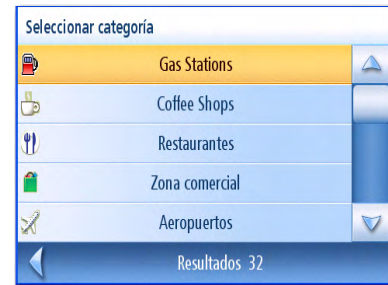 Seleccionar categoría
Gas Stations
Coffee Shops
Restaurantes
Zona comercial
Aeropuertos
Resultados 32